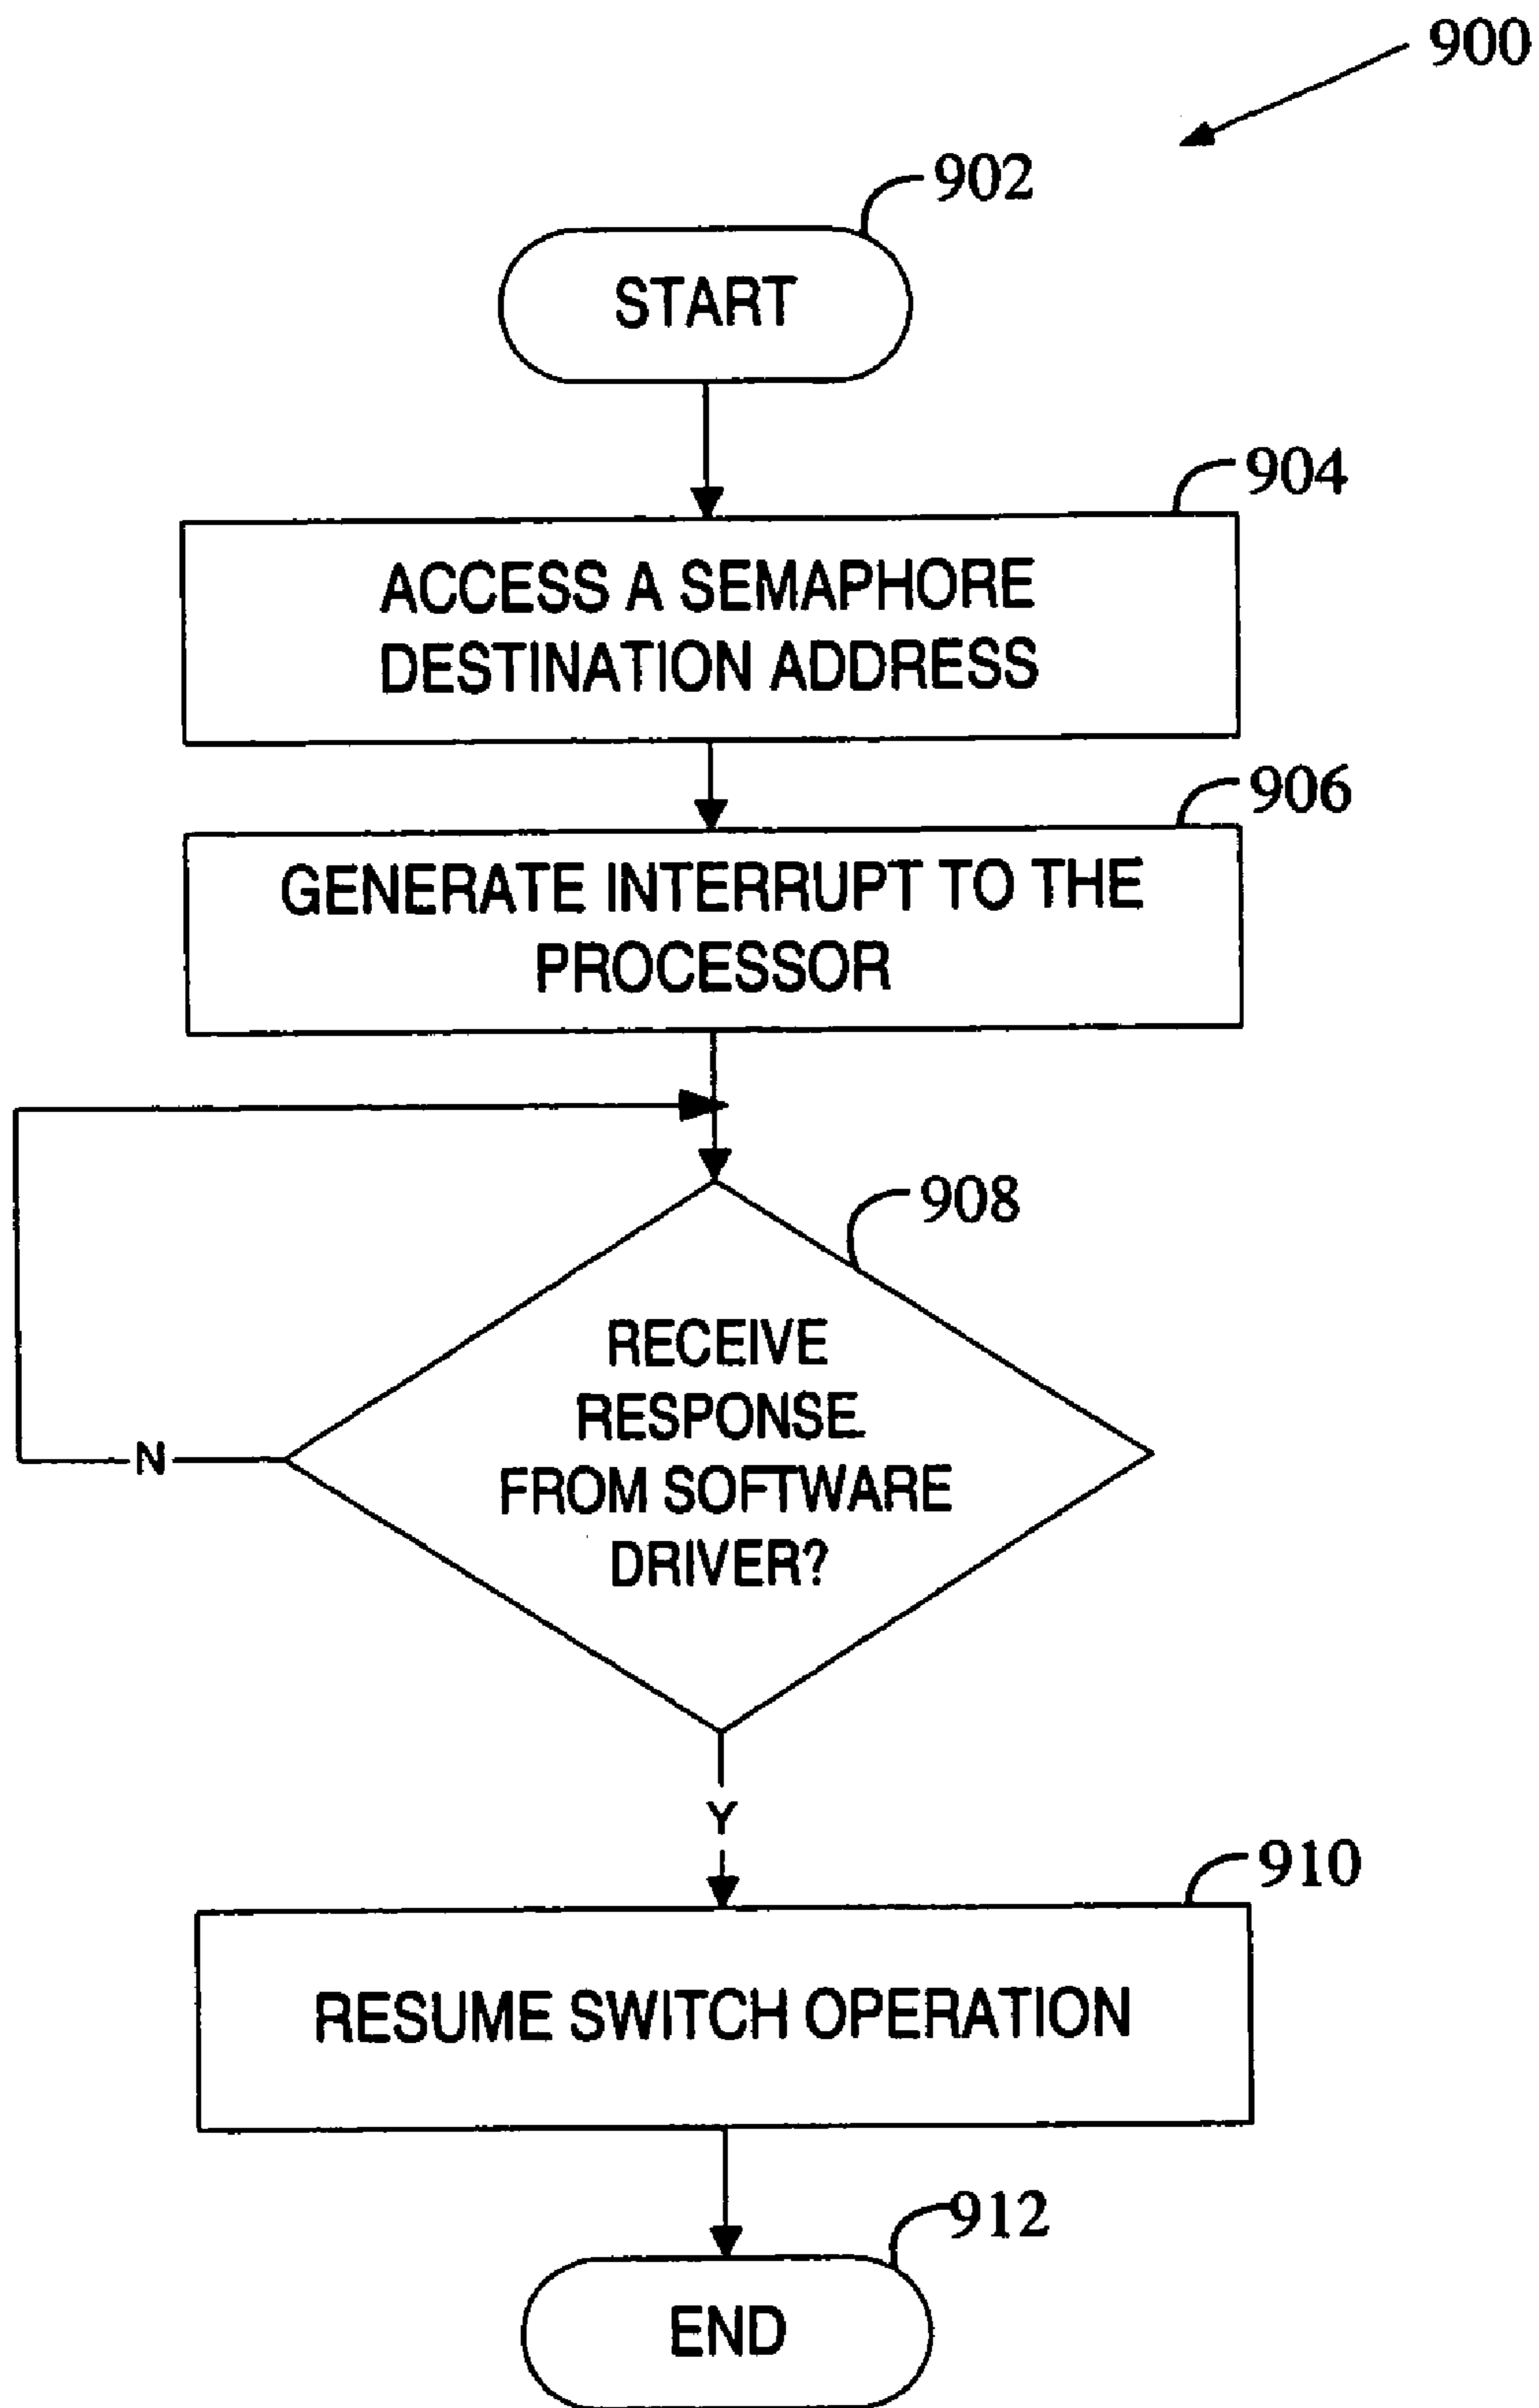 900
902
START
904
ACCESS A SEMAPHORE
DESTINATION ADDRESS
906
GENERATE INTERRUPT TO THE
PROCESSOR
908
RECEIVE
RESPONSE
FROM SOFTWARE
DRIVER?
N
Y
910
RESUME SWITCH OPERATION
912
END